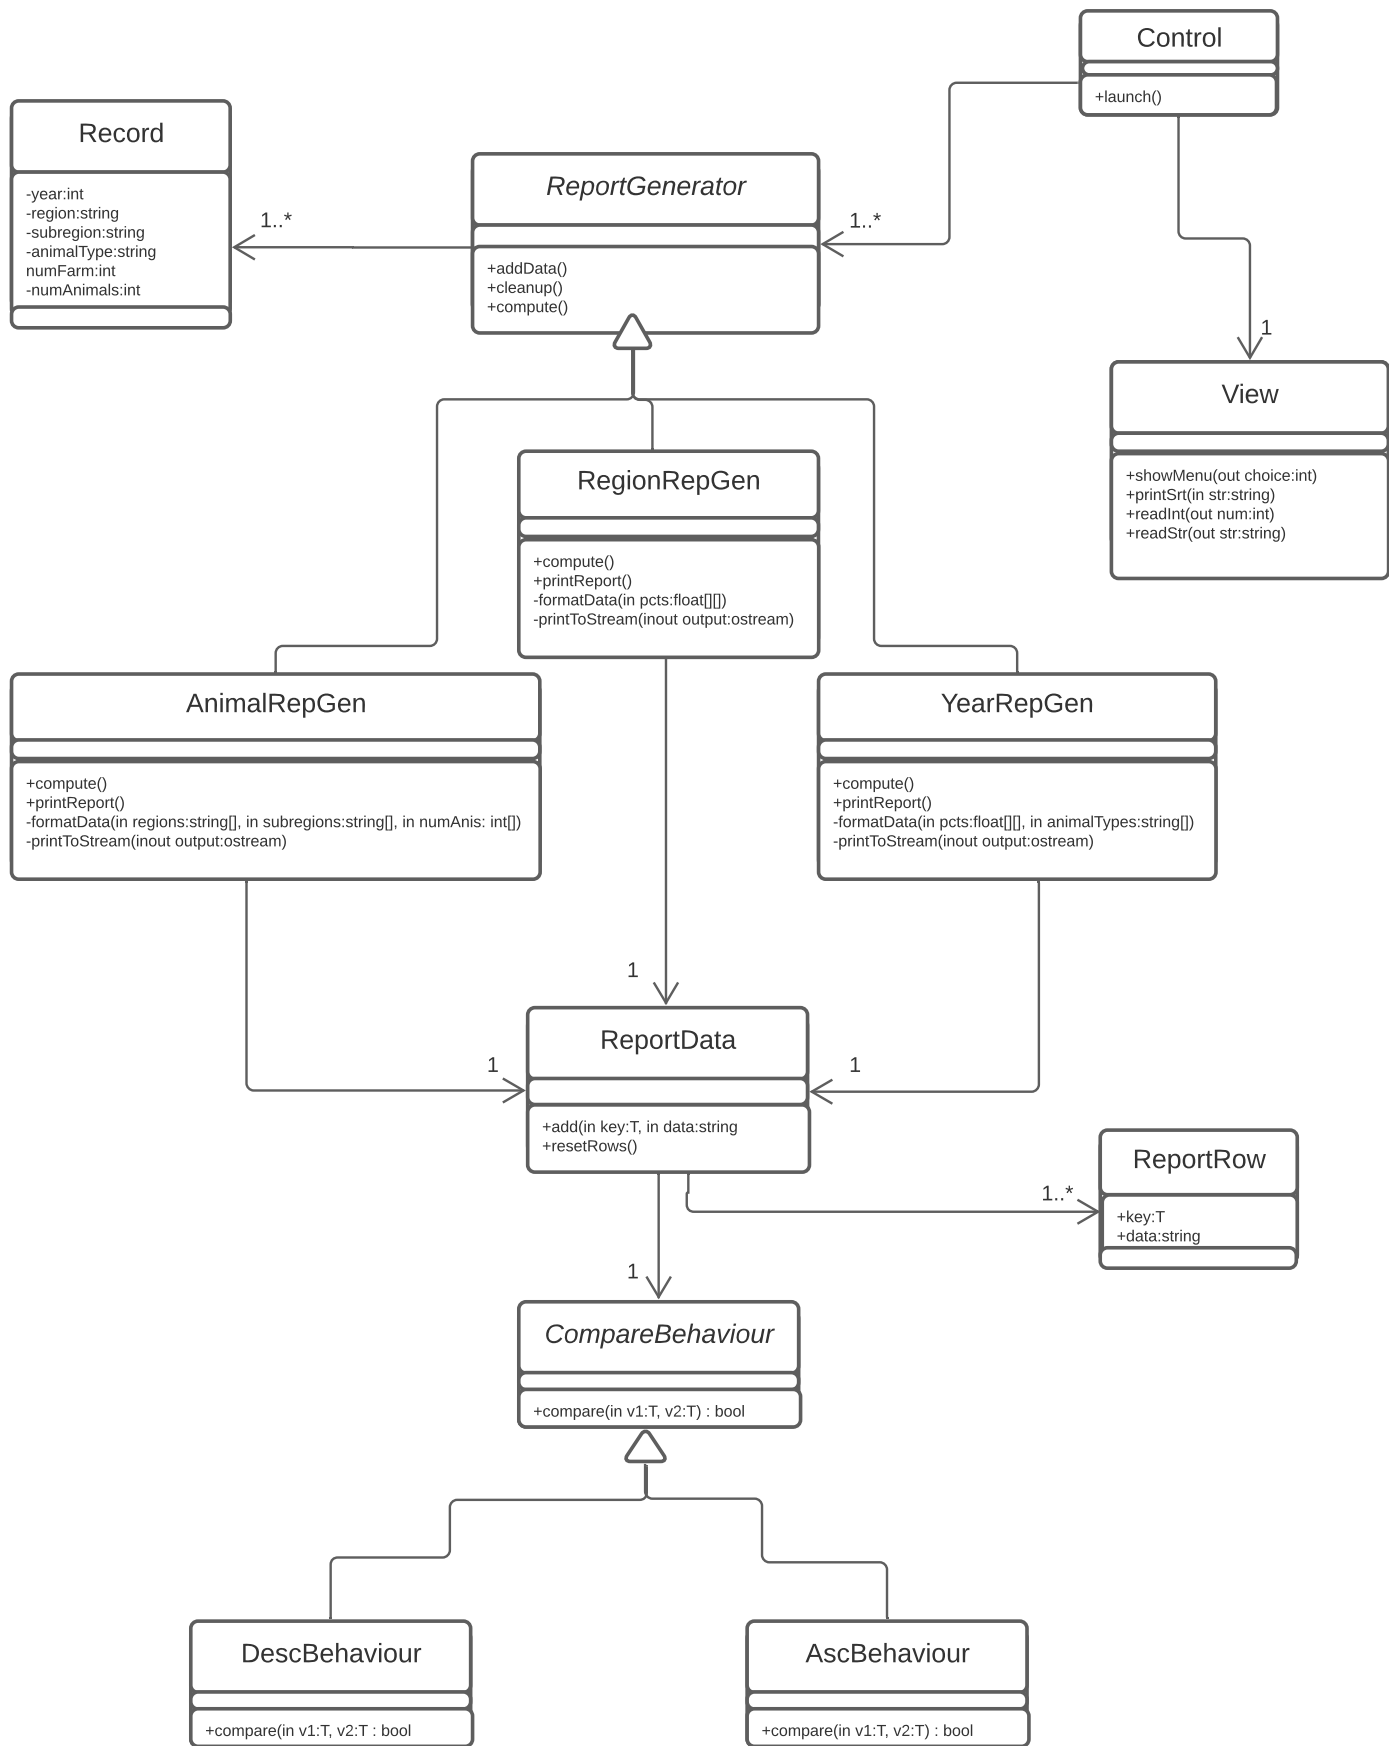 Control
+launch()
Record
-year:int
-region:string
-subregion:string
-animalType:string
numFarm:int
-numAnimals:int
1..*
ReportGenerator
+addData()
+cleanup()
+compute()
1..*
1
View
+showMenu(out choice:int)
+printSrt(in str:string)
+readInt(out num:int)
+readStr(out str:string)
RegionRepGen
+compute()
+printReport()
-formatData(in pcts:float[][])
-printToStream(inout output:ostream)
AnimalRepGen
+compute()
+printReport()
-formatData(in regions:string[], in subregions:string[], in numAnis: int[])
-printToStream(inout output:ostream)
YearRepGen
+compute()
+printReport()
-formatData(in pcts:float[][], in animalTypes:string[])
-printToStream(inout output:ostream)
1
1
1
ReportData
+add(in key:T, in data:string
+resetRows()
1..*
ReportRow
+key:T
+data:string
1
CompareBehaviour
+compare(in v1:T, v2:T) : bool
DescBehaviour
+compare(in v1:T, v2:T : bool
AscBehaviour
+compare(in v1:T, v2:T) : bool